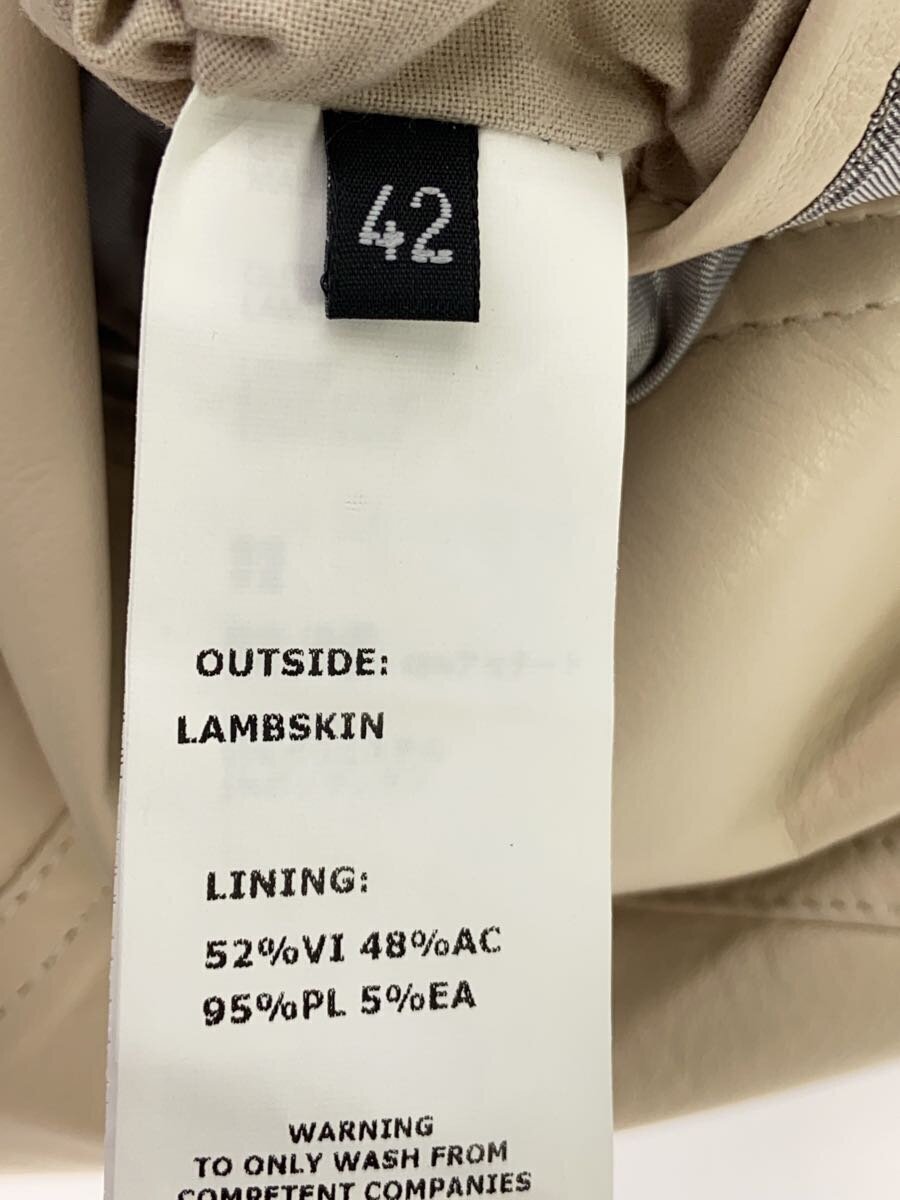 42
OUTSIDE:
LAMBSKIN
LINING:
52%VI 48%AC
95%PL 5%EA
WARNING
TO ONLY WASH FROM
COMPETENT COMPANIES